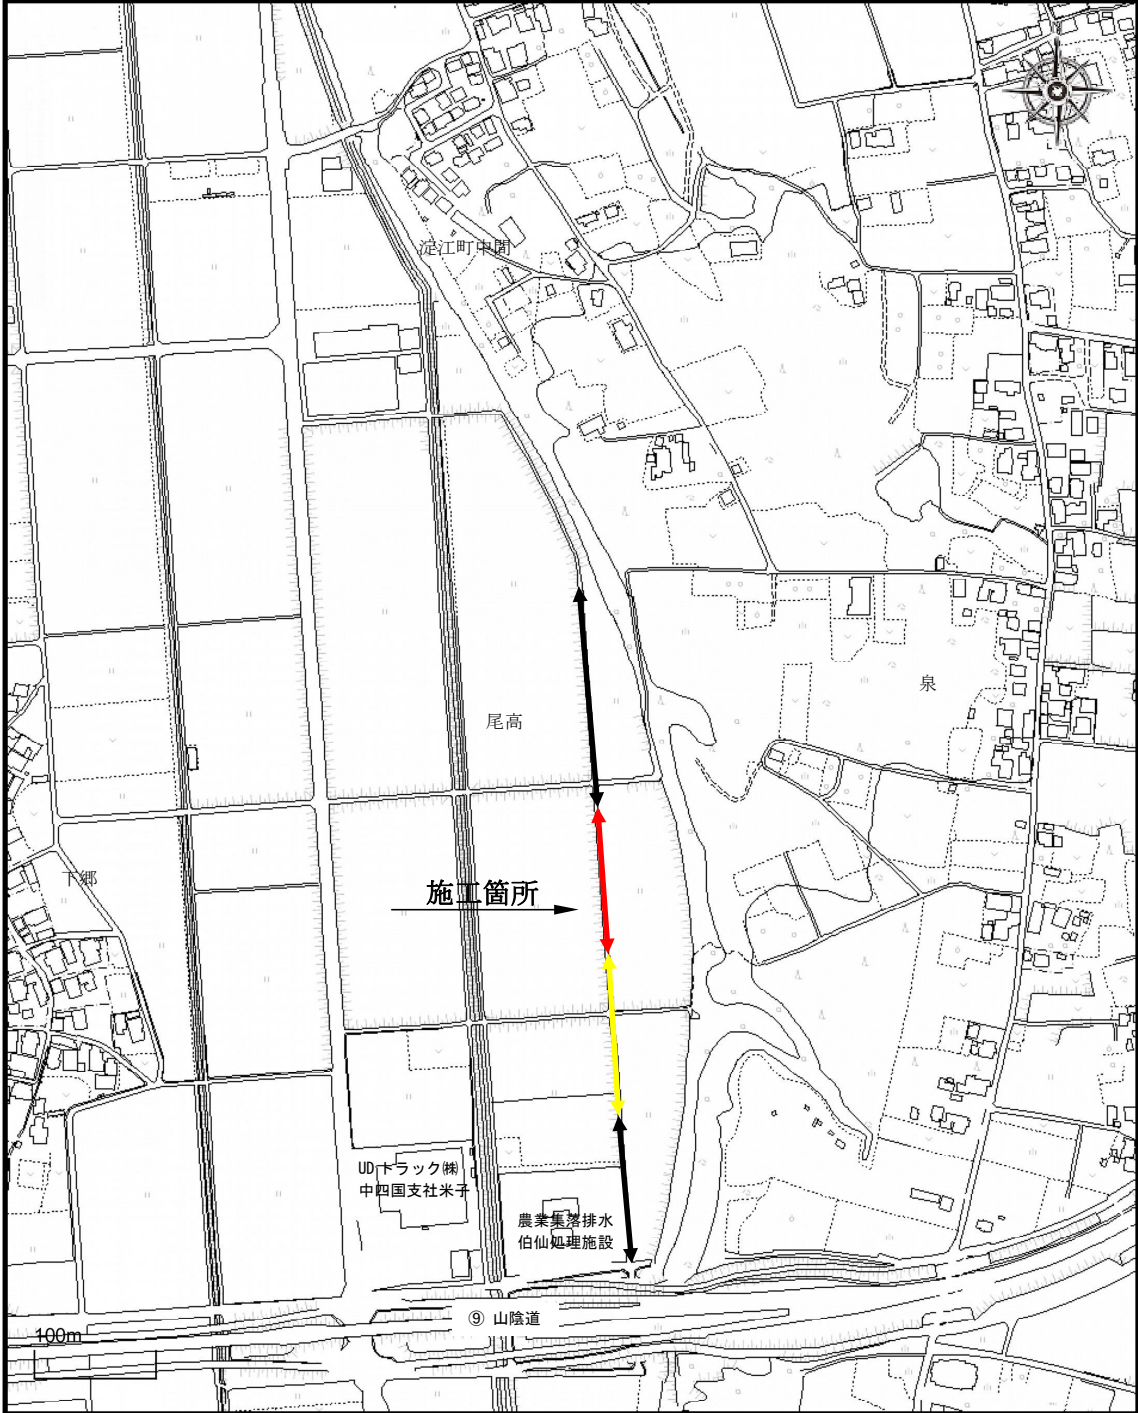 淀江町中間
泉
尾高
下郷
施工箇所
UDトラック㈱
中四国支社米子
農業集落排水
伯仙処理施設
⑨ 山陰道
100m